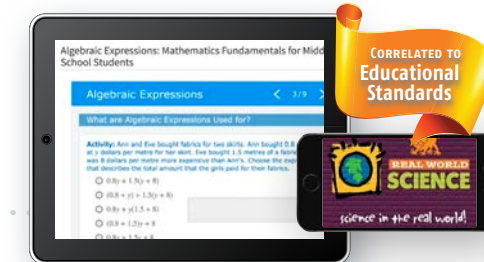 Algebraic Expressions: Mathematics Fundamentals for Midd
School Students
Algebraic Expressions
3/9
What are Algebraic Expressions Used for?
Activity: Ann and Eve bought fabrics for two skirts. Ann bought 0.8
at y dollars per metre for her skirt. Eve bought 1.5 metres of a fabric
was 8 dollars per metre more expensive than Ann's. Choose the exp
that describes the total amount that the girls paid for their fabrics.
0.8y + 1.5(y + 8)
(0.8 + y) + 1.5(y + 8)
0.8y + y(1.5 + 8)
(0.8 + 1.5)y + 8
0.8y + 1.5y + 8
CORRELATED TO
Educational
Standards
REAL WORLD
SCIENCE
science in the real world!